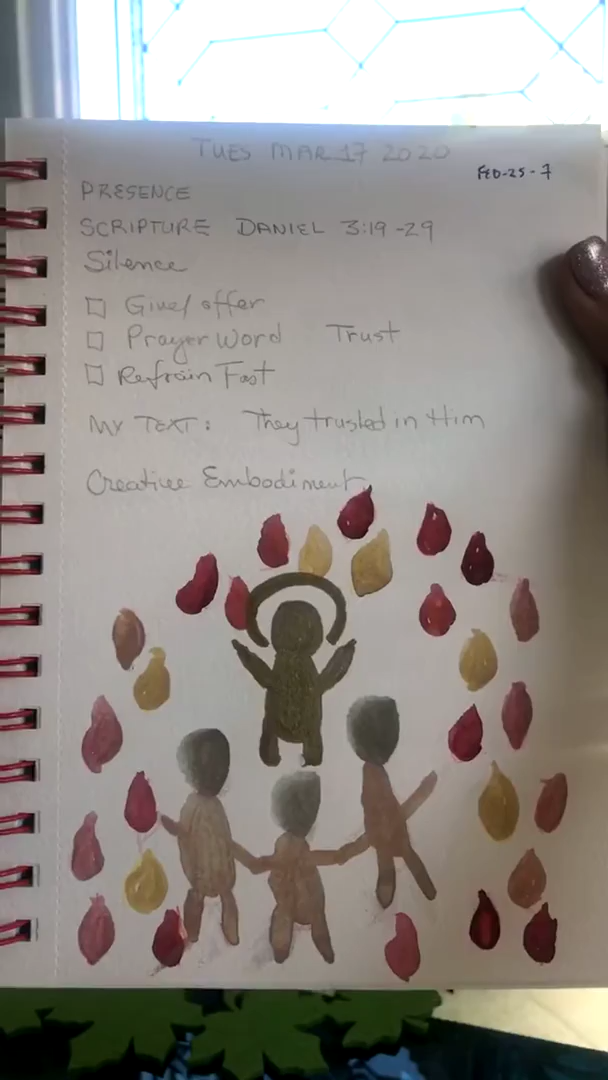 TUES MAR 17 2020
FEB-25-7
PRESENCE
SCRIPTURE DANIEL 3:19-29
Silence
Give/offer
Prayer Word Trust
Refrain Fast
MY TEXT: They trusted in Him
Creative Embodiment